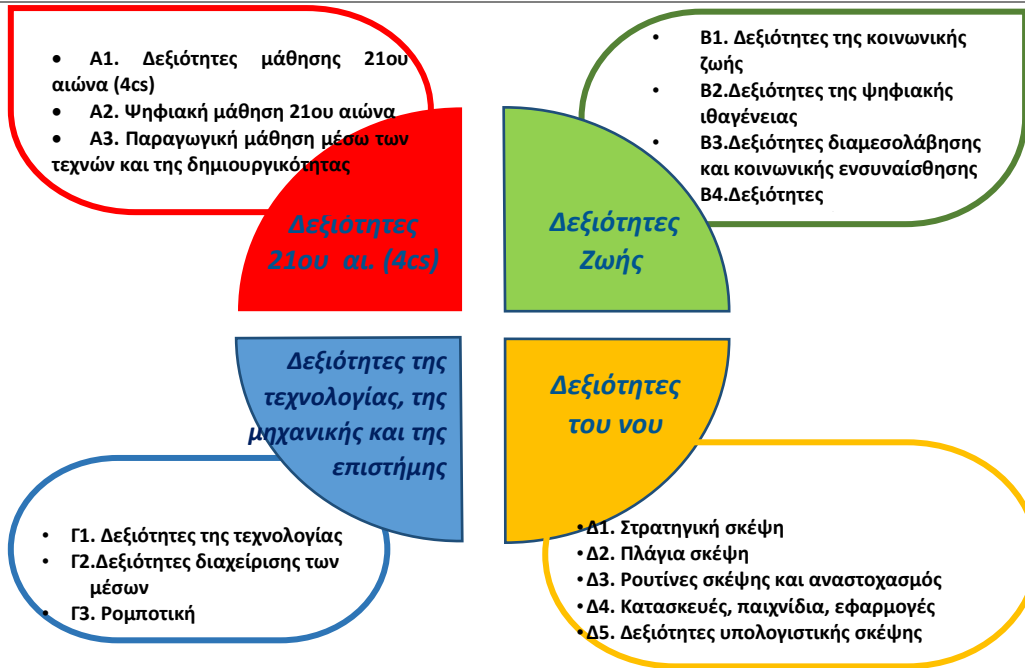 • Α1. Δεξιότητες μάθησης 21ου
αιώνα (4cs)
• Α2. Ψηφιακή μάθηση 21ου αιώνα
• Α3. Παραγωγική μάθηση μέσω των
τεχνών και της δημιουργικότητας
Δεξιότητες
21ου αι. (4cs)
• Β1. Δεξιότητες της κοινωνικής
ζωής
• Β2.Δεξιότητες της ψηφιακής
ιθαγένειας
• Β3.Δεξιότητες διαμεσολάβησης
και κοινωνικής ενσυναίσθησης
Β4.Δεξιότητες
Δεξιότητες
Ζωής
Δεξιότητες της
τεχνολογίας, της
μηχανικής και της
επιστήμης
• Γ1. Δεξιότητες της τεχνολογίας
• Γ2.Δεξιότητες διαχείρισης των
μέσων
• Γ3. Ρομποτική
Δεξιότητες
του νου
•Δ1. Στρατηγική σκέψη
•Δ2. Πλάγια σκέψη
•Δ3. Ρουτίνες σκέψης και αναστοχασμός
•Δ4. Κατασκευές, παιχνίδια, εφαρμογές
•Δ5. Δεξιότητες υπολογιστικής σκέψης